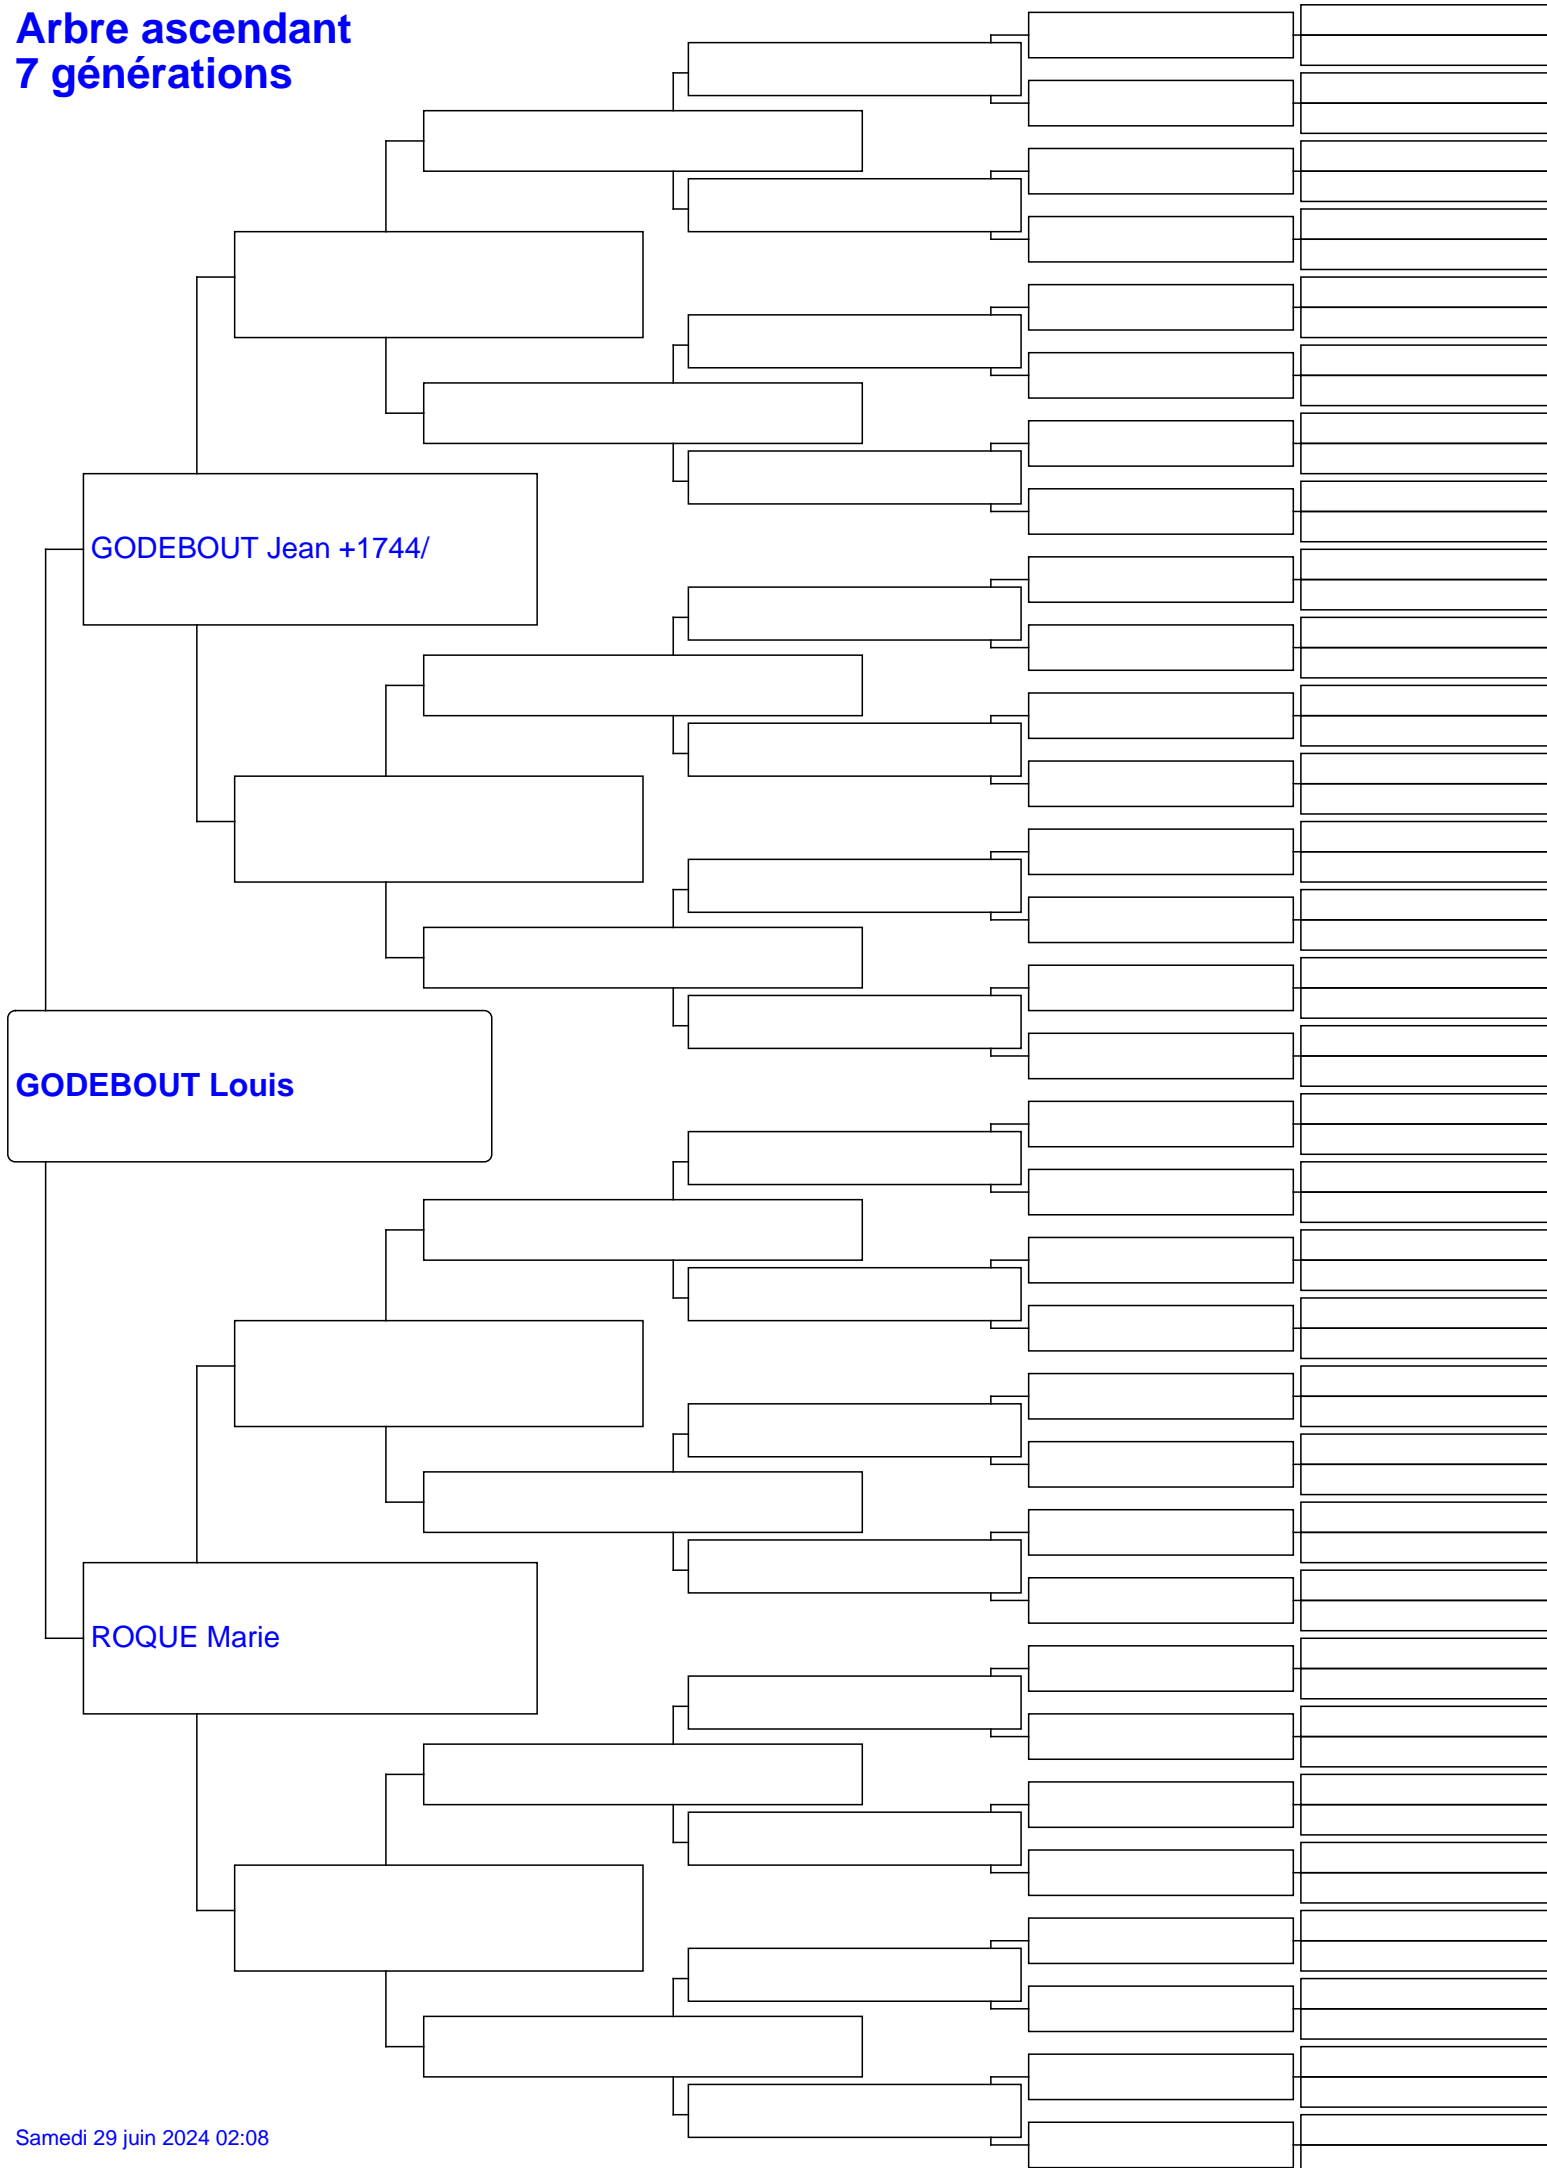 Arbre ascendant
7 générations
GODEBOUT Jean +1744/
GODEBOUT Louis
ROQUE Marie
Samedi 29 juin 2024 02:08